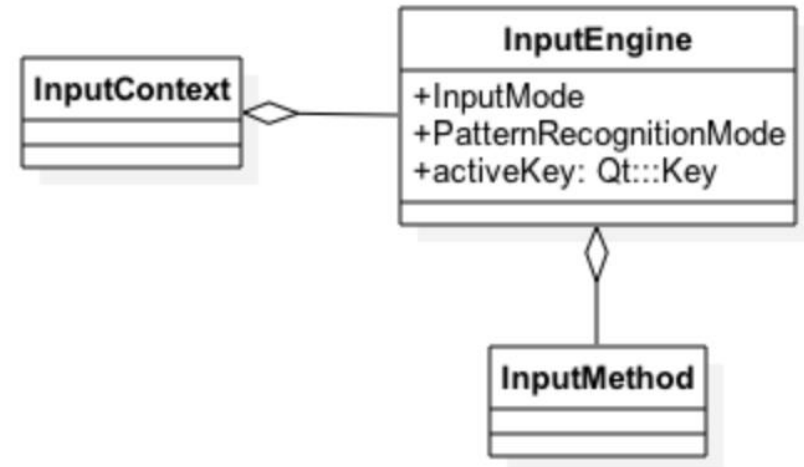 InputContext
InputEngine
+InputMode
+PatternRecognitionMode
+activeKey: Qt:::Key
InputMethod